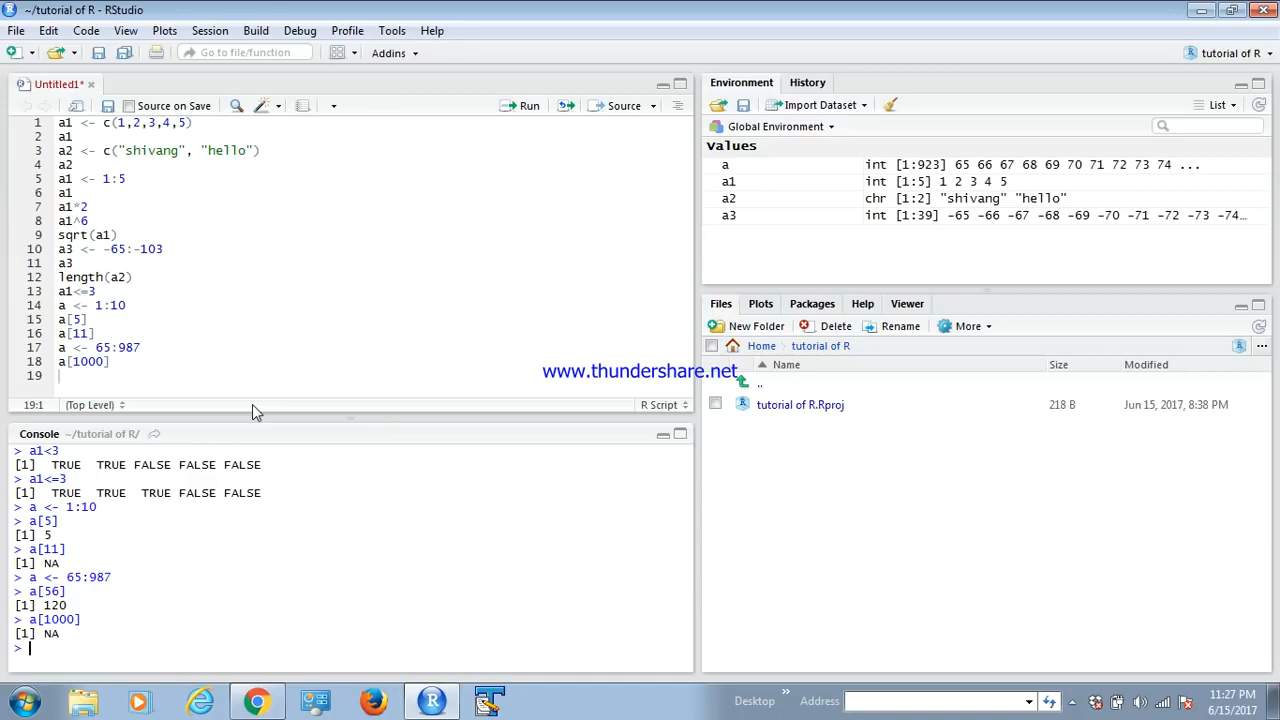 ~/tutorial of R - RStudio
File Edit Code View Plots Session Build Debug Profile Tools Help
Go to file/function Addins tutorial of R
Untitled1*
Source on Save Run Source
1 a1 <- c(1,2,3,4,5)
2 a1
3 a2 <- c("shivang", "hello")
4 a2
5 a1 <- 1:5
6 a1
7 a1*2
8 a1^6
9 sqrt(a1)
10 a3 <- -65:-103
11 a3
12 length(a2)
13 a1<=3
14 a <- 1:10
15 a[5]
16 a[11]
17 a <- 65:987
18 a[1000]
19
19:1 (Top Level) R Script
Console ~/tutorial of R/
> a1<3
[1] TRUE TRUE FALSE FALSE FALSE
> a1<=3
[1] TRUE TRUE TRUE FALSE FALSE
> a <- 1:10
> a[5]
[1] 5
> a[11]
[1] NA
> a <- 65:987
> a[56]
[1] 120
> a[1000]
[1] NA
>
Environment History
Import Dataset List
Global Environment
Values
a int [1:923] 65 66 67 68 69 70 71 72 73 74 ...
a1 int [1:5] 1 2 3 4 5
a2 chr [1:2] "shivang" "hello"
a3 int [1:39] -65 -66 -67 -68 -69 -70 -71 -72 -73 -74…
Files Plots Packages Help Viewer
New Folder Delete Rename More
Home tutorial of R
Name Size Modified
..
tutorial of R.Rproj 218 B Jun 15, 2017, 8:38 PM
www.thundershare.net
Desktop » Address
11:27 PM
6/15/2017